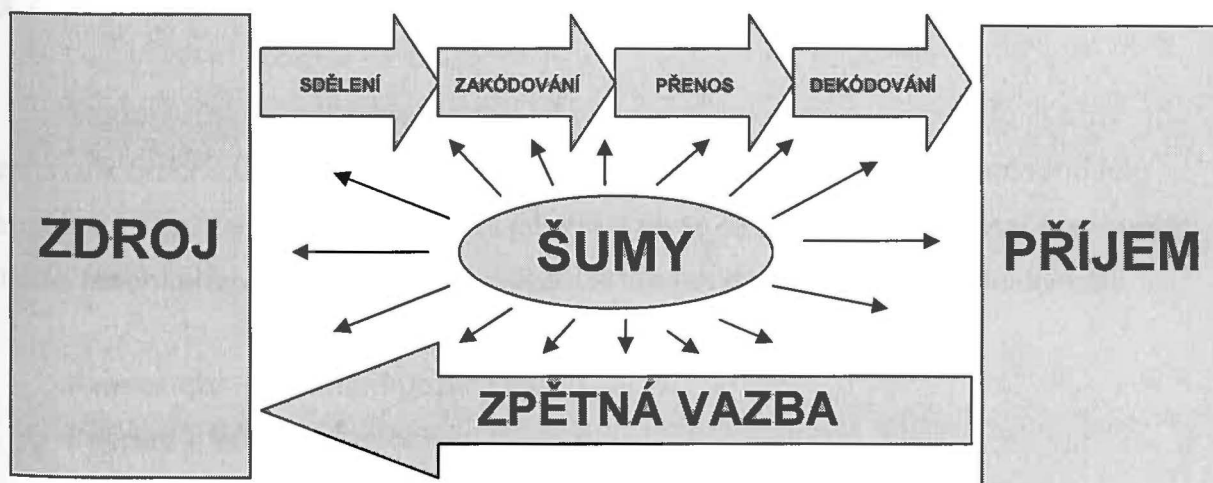 SDĚLENÍ
ZAKÓDOVÁNÍ
PŘENOS
DEKÓDOVÁNÍ
ZDROJ
ŠUMY
PŘÍJEM
ZPĚTNÁ VAZBA